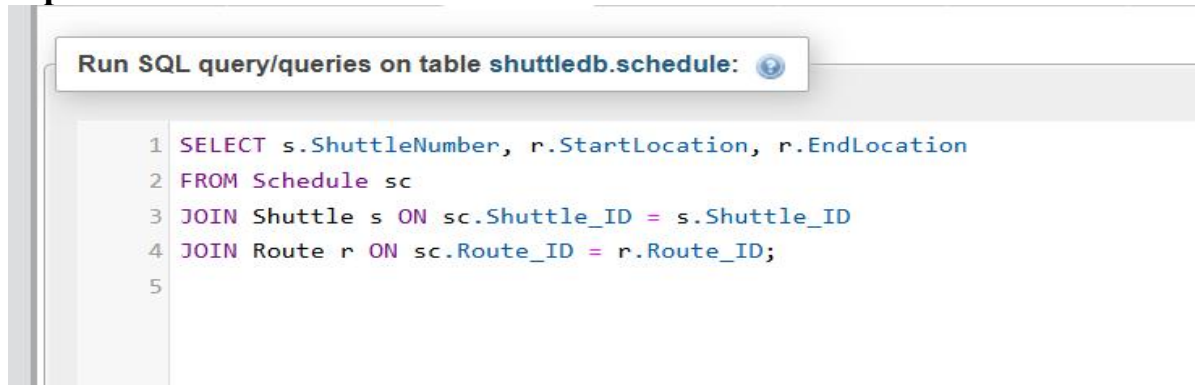 Run SQL query/queries on table shuttledb.schedule:
1 SELECT s.ShuttleNumber, r.StartLocation, r.EndLocation
2 FROM Schedule sc
3 JOIN Shuttle s ON sc.Shuttle_ID = s.Shuttle_ID
4 JOIN Route r ON sc.Route_ID = r.Route_ID;
5